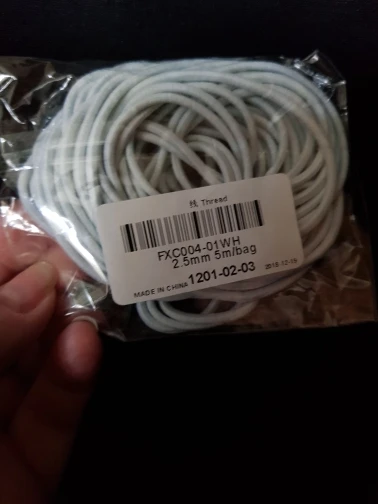 H. Thread
FXC004-01WH
2.5mm 5m/bag
MADE IN CHINA 1201-02-03